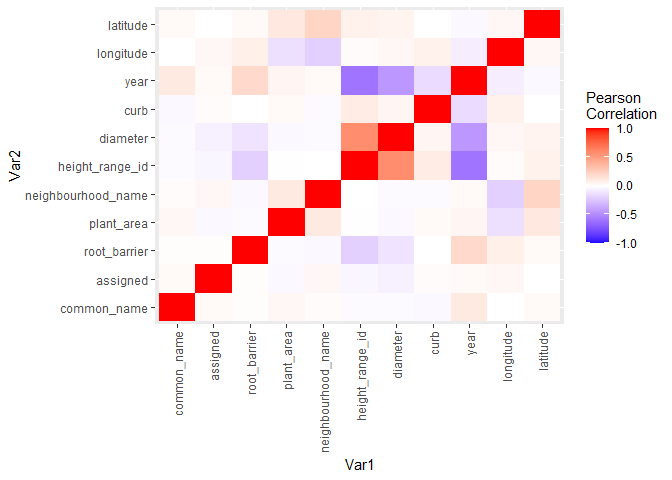 latitude
longitude
year
curb
diameter
height_range_id
neighbourhood_name
plant_area
root_barrier
assigned
common_name
Var2
common_name
assigned
root_barrier
plant_area
neighbourhood_name
height_range_id
diameter
curb
year
longitude
latitude
Var1
Pearson
Correlation
1.0
0.5
0.0
-0.5
-1.0